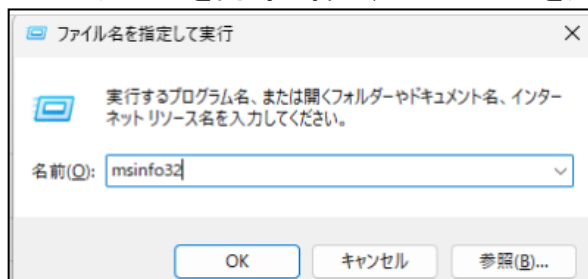 ファイル名を指定して実行
実行するプログラム名、または開くフォルダーやドキュメント名、インター
ネット リソース名を入力してください。
名前(O): msinfo32
OK キャンセル 参照(B)...